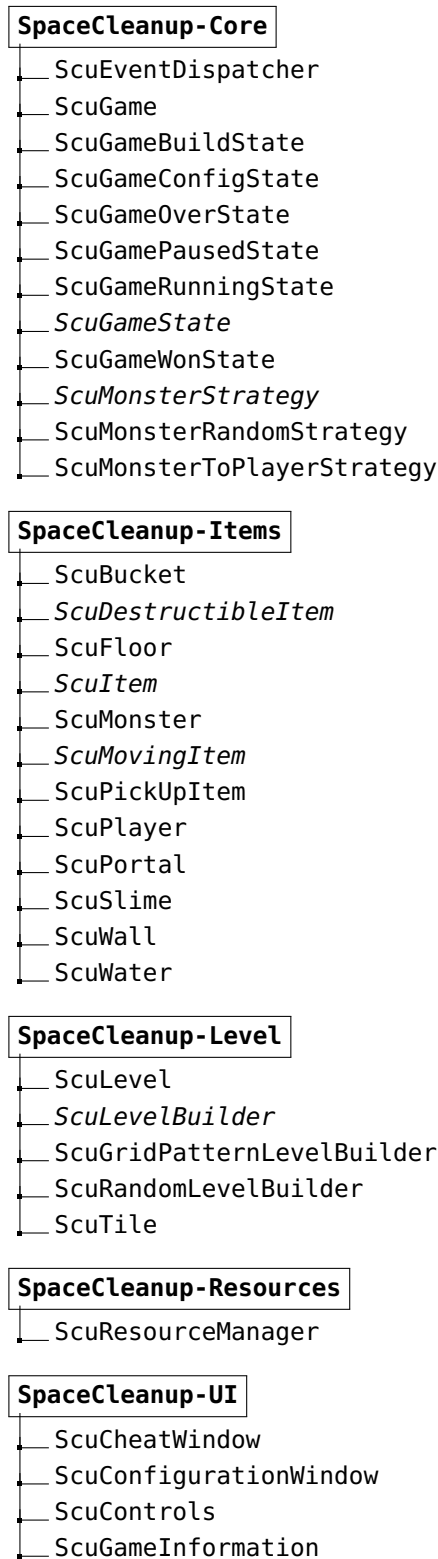 SpaceCleanup-Core
ScuEventDispatcher
ScuGame
ScuGameBuildState
ScuGameConfigState
ScuGameOverState
ScuGamePausedState
ScuGameRunningState
ScuGameState
ScuGameWonState
ScuMonsterStrategy
ScuMonsterRandomStrategy
ScuMonsterToPlayerStrategy
SpaceCleanup-Items
ScuBucket
ScuDestructibleItem
ScuFloor
ScuItem
ScuMonster
ScuMovingItem
ScuPickUpItem
ScuPlayer
ScuPortal
ScuSlime
ScuWall
ScuWater
SpaceCleanup-Level
ScuLevel
ScuLevelBuilder
ScuGridPatternLevelBuilder
ScuRandomLevelBuilder
ScuTile
SpaceCleanup-Resources
ScuResourceManager
SpaceCleanup-UI
ScuCheatWindow
ScuConfigurationWindow
ScuControls
ScuGameInformation